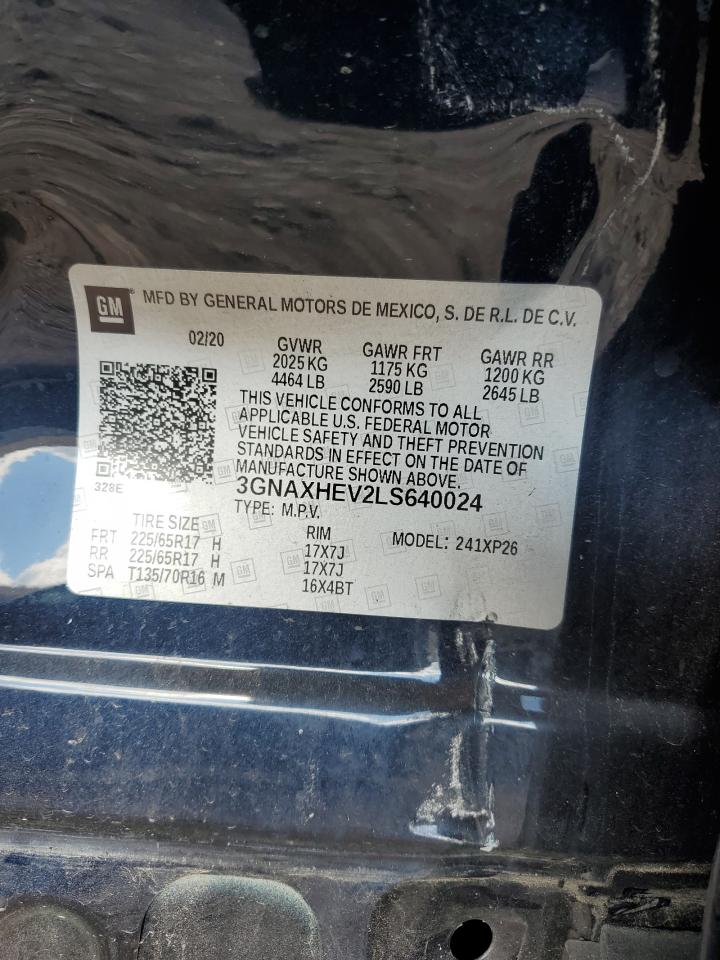 GM ® MFD BY GENERAL MOTORS DE MEXICO, S. DE R.L. DE C.V.
02/20 GVWR GAWR FRT GAWR RR
2025 KG 1175 KG 1200 KG
4464 LB 2590 LB 2645 LB
THIS VEHICLE CONFORMS TO ALL
APPLICABLE U.S. FEDERAL MOTOR
VEHICLE SAFETY AND THEFT PREVENTION
STANDARDS IN EFFECT ON THE DATE OF
MANUFACTURE SHOWN ABOVE.
328E 3GNAXHEV2LS640024
TYPE: M.P.V.
TIRE SIZE RIM MODEL: 241XP26
FRT 225/65R17 H 17X7J
RR 225/65R17 H 17X7J
SPA T135/70R16 M 16X4BT